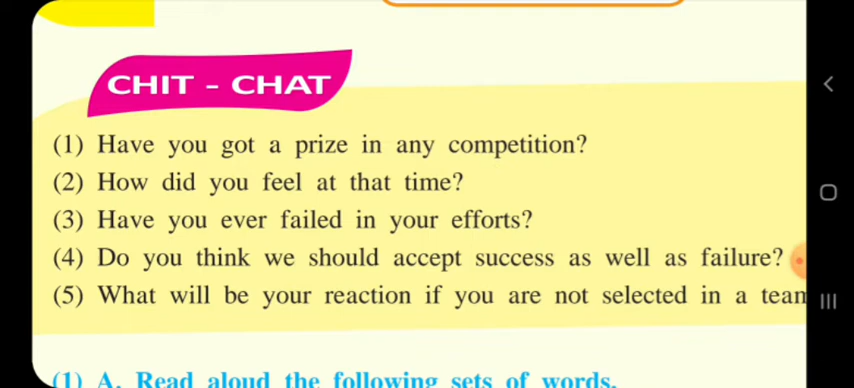 CHIT - CHAT
(1) Have you got a prize in any competition?
(2) How did you feel at that time?
(3) Have you ever failed in your efforts?
(4) Do you think we should accept success as well as failure?
(5) What will be your reaction if you are not selected in a team
(1) A. Read aloud the following sets of words.